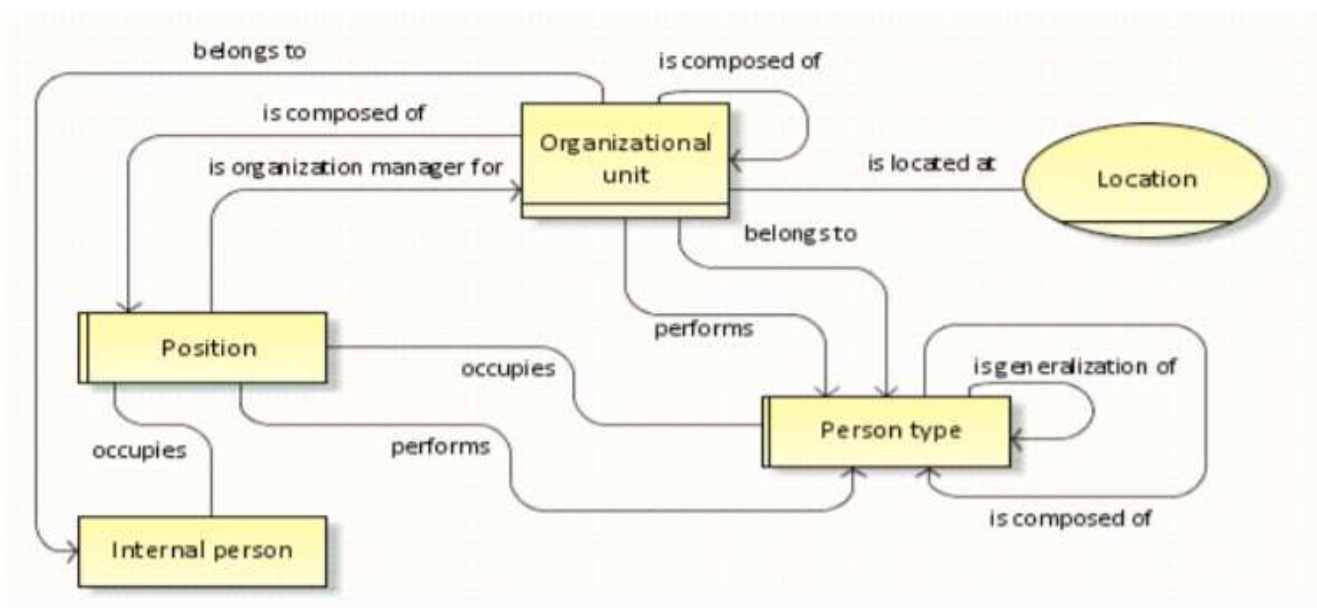 belongs to
is composed of
is composed of
is organization manager for
Organizational
unit
is located at
Location
belongs to
performs
Position
occupies
is generalization of
Person type
occupies
performs
is composed of
Internal person